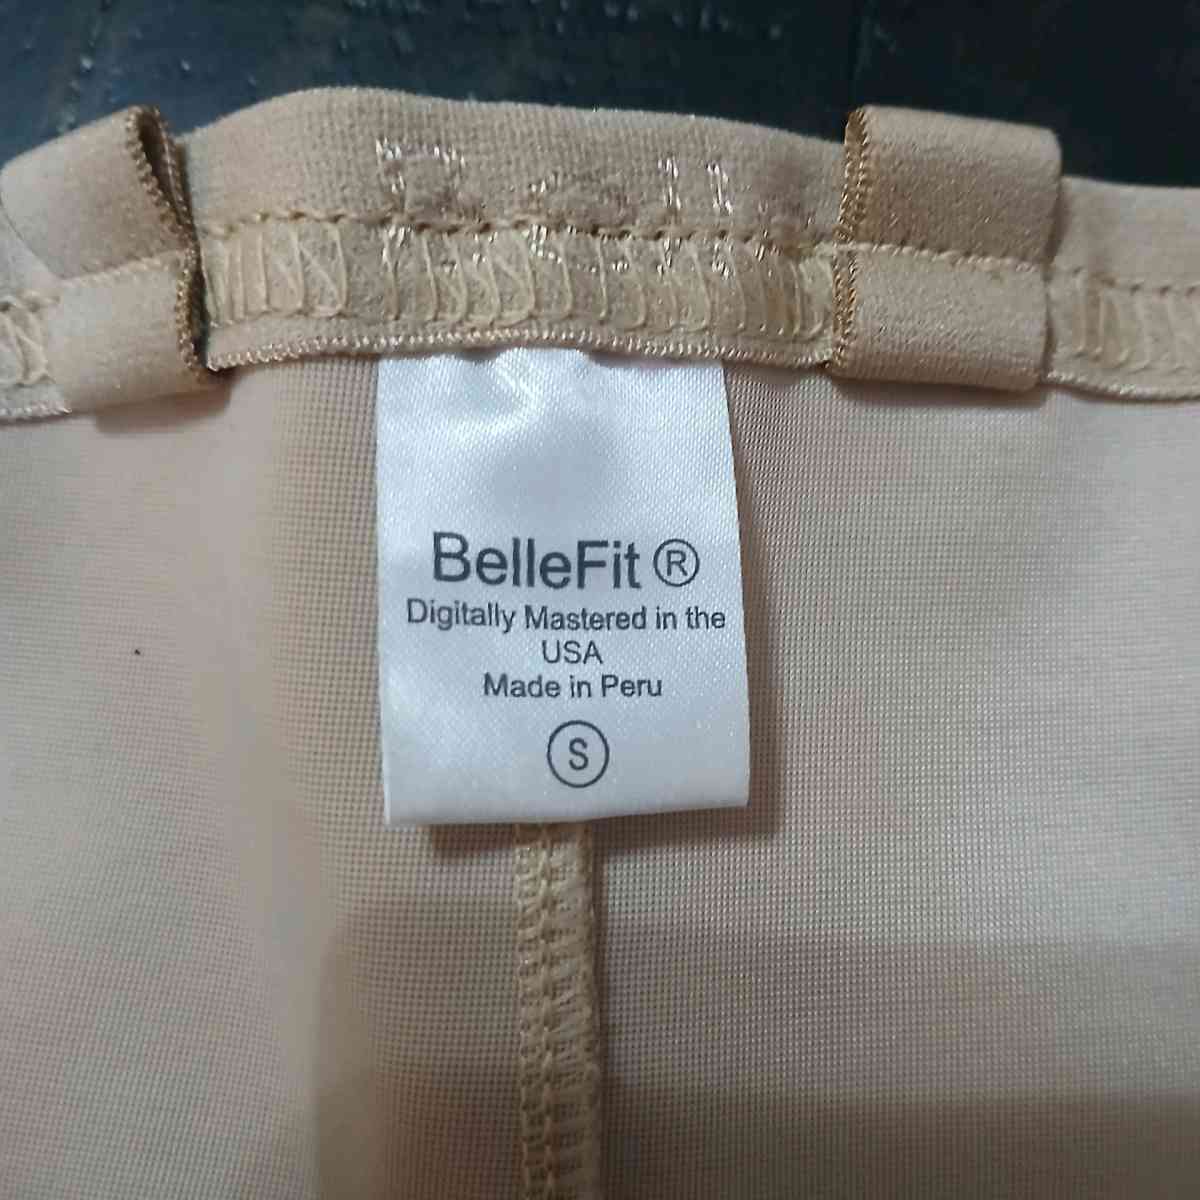 BelleFit ®
Digitally Mastered in the
USA
Made in Peru
S